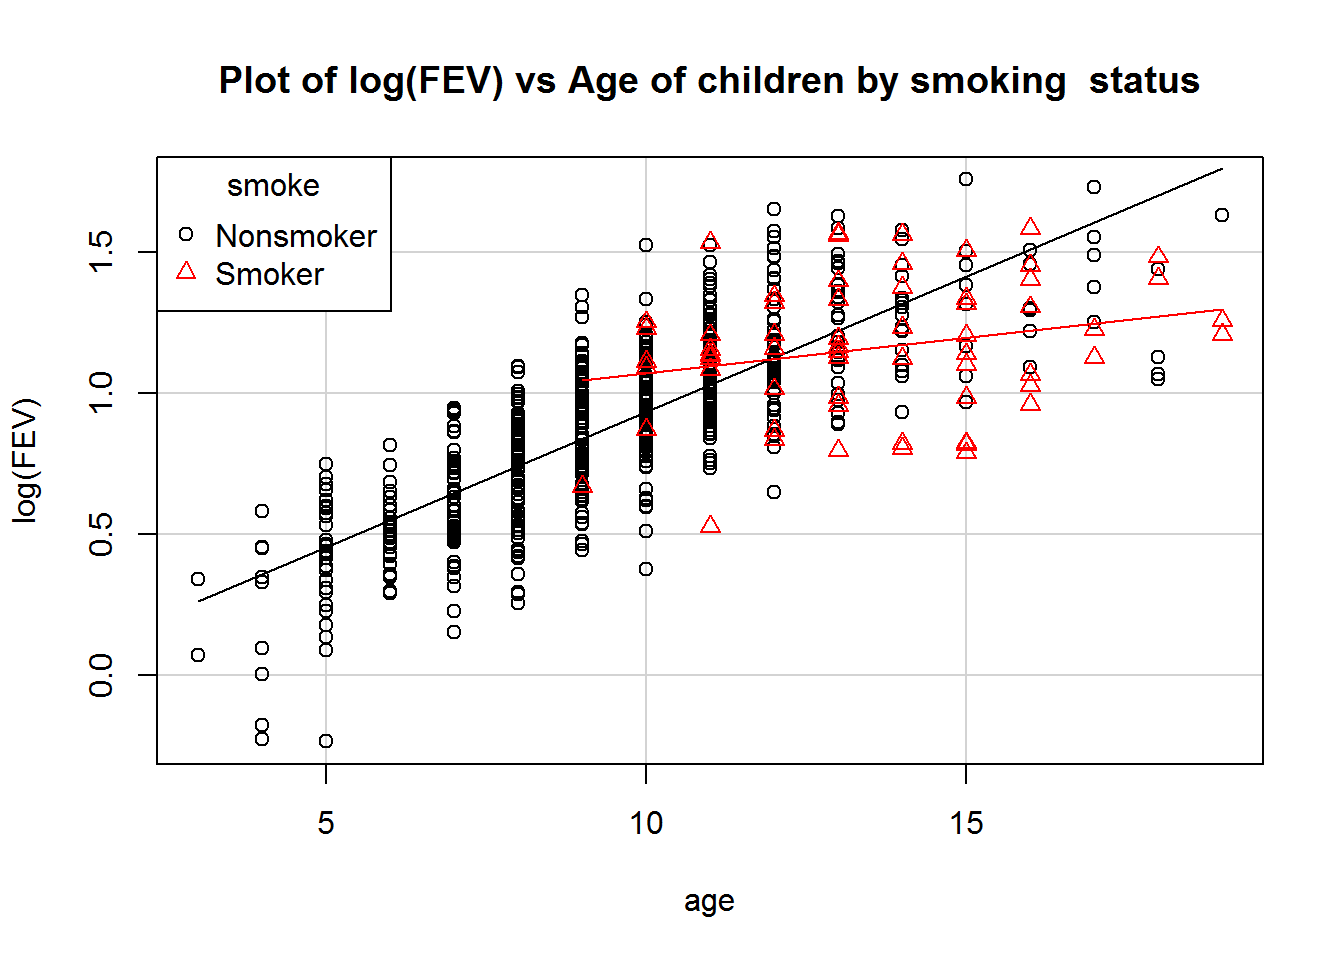 Plot of log(FEV) vs Age of children by smoking  status
smoke
Nonsmoker
Smoker
log(FEV)
1.5
1.0
0.5
0.0
5 10 15
age